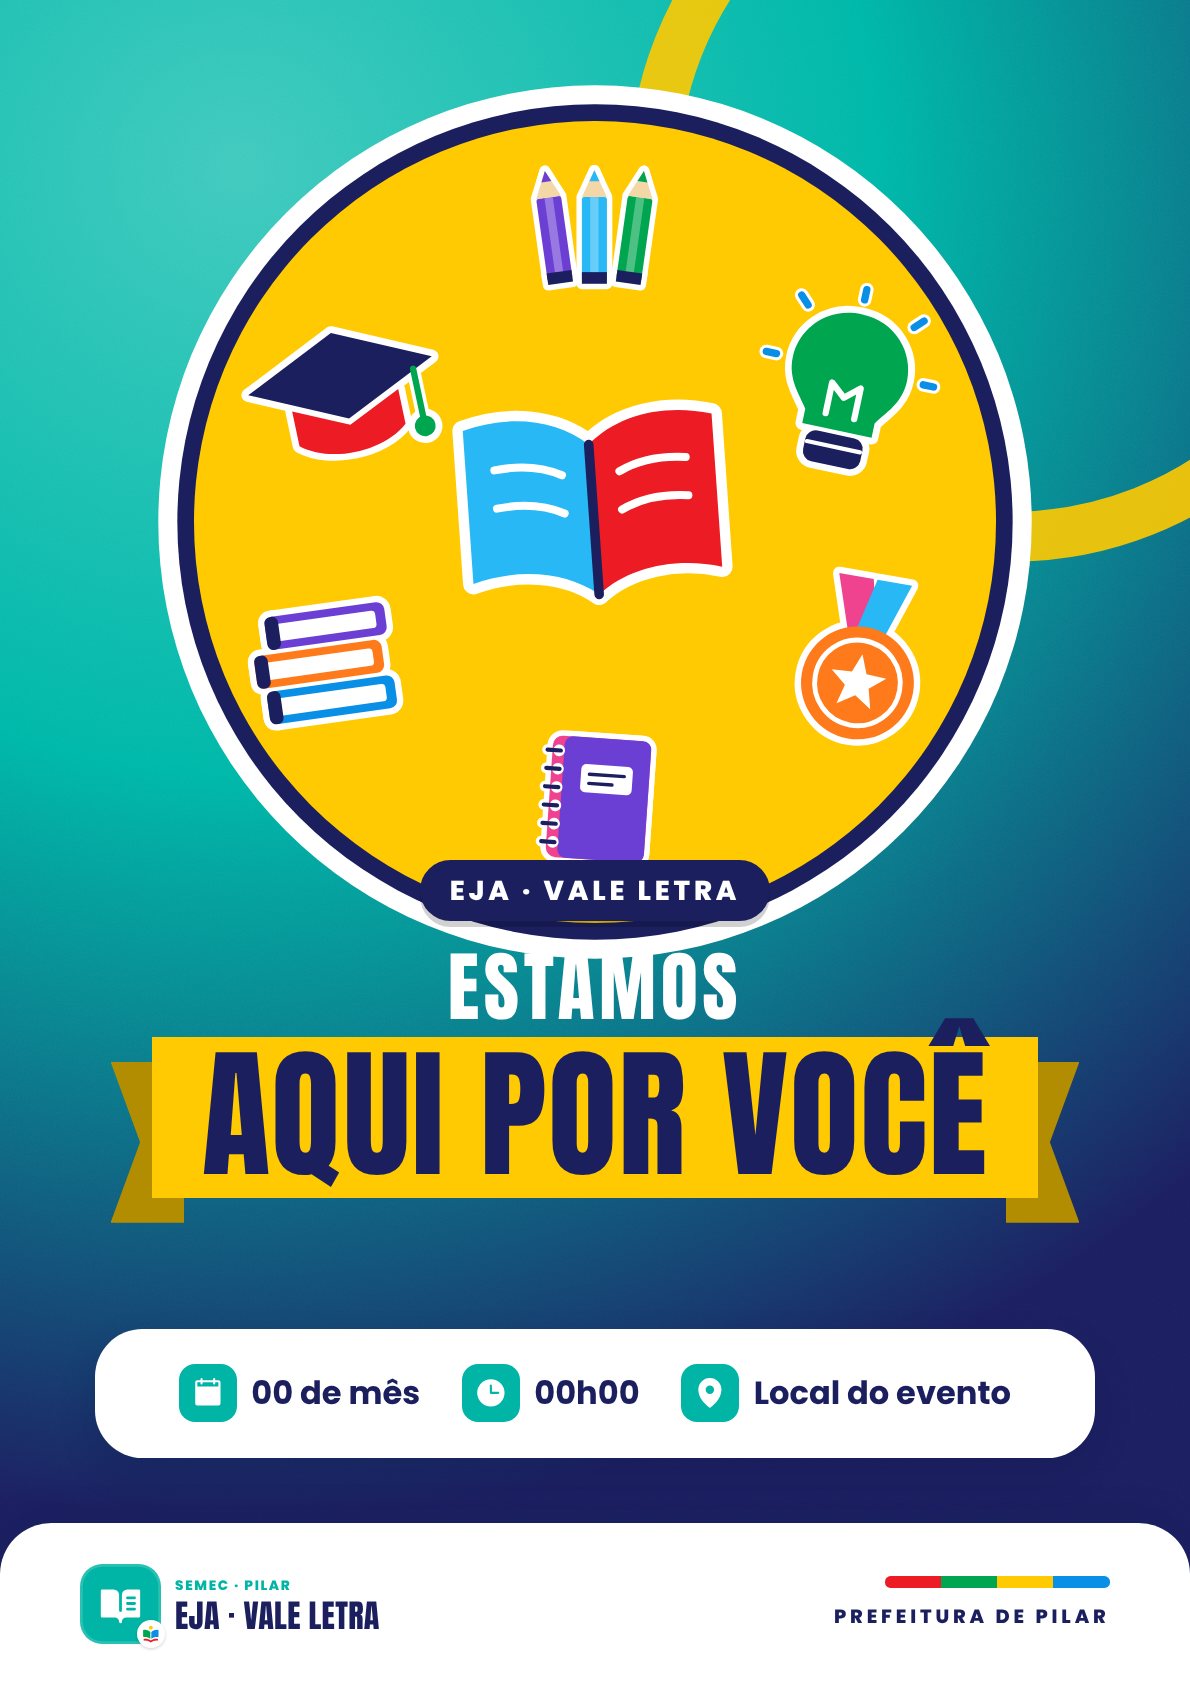 EJA · VALE LETRA
ESTAMOS
AQUI POR VOCÊ
00 de mês 00h00 Local do evento
SEMEC · PILAR
EJA · VALE LETRA
PREFEITURA DE PILAR